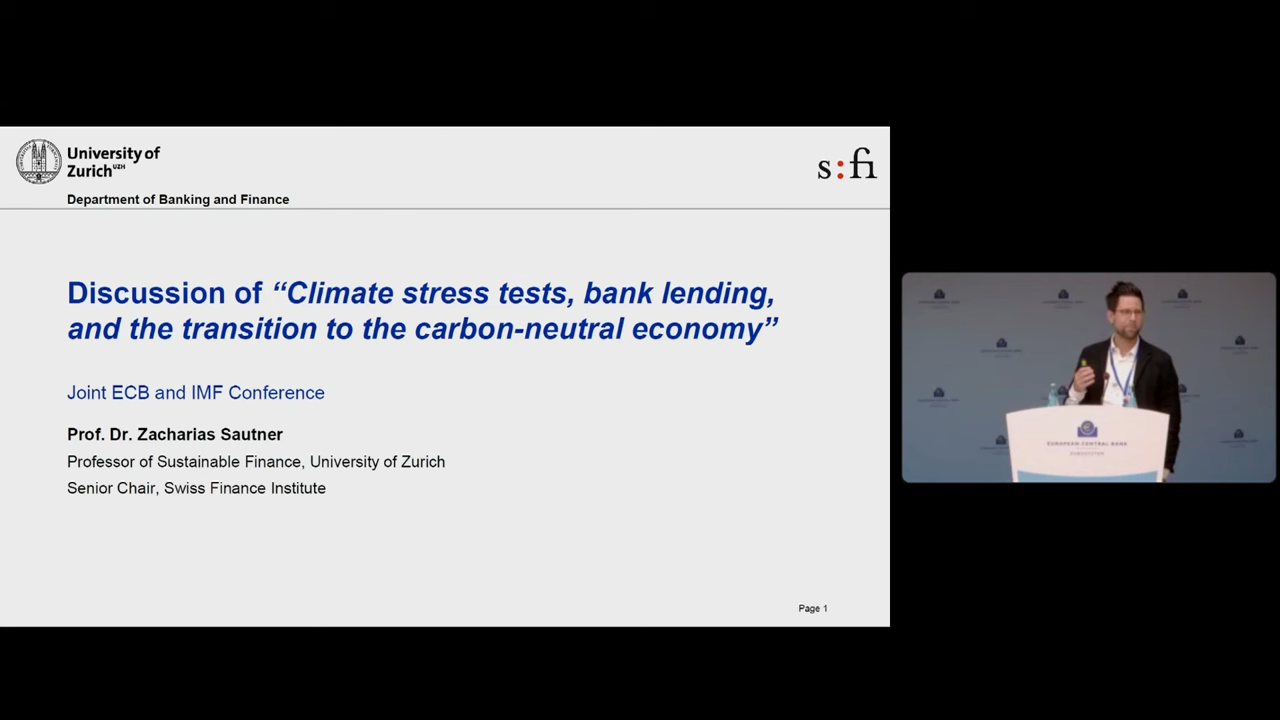 University of
Zurich UZH
Department of Banking and Finance
s:fi
Discussion of “Climate stress tests, bank lending,
and the transition to the carbon-neutral economy”
Joint ECB and IMF Conference
Prof. Dr. Zacharias Sautner
Professor of Sustainable Finance, University of Zurich
Senior Chair, Swiss Finance Institute
Page 1
EUROPEAN CENTRAL BANK
EUROSYSTEM